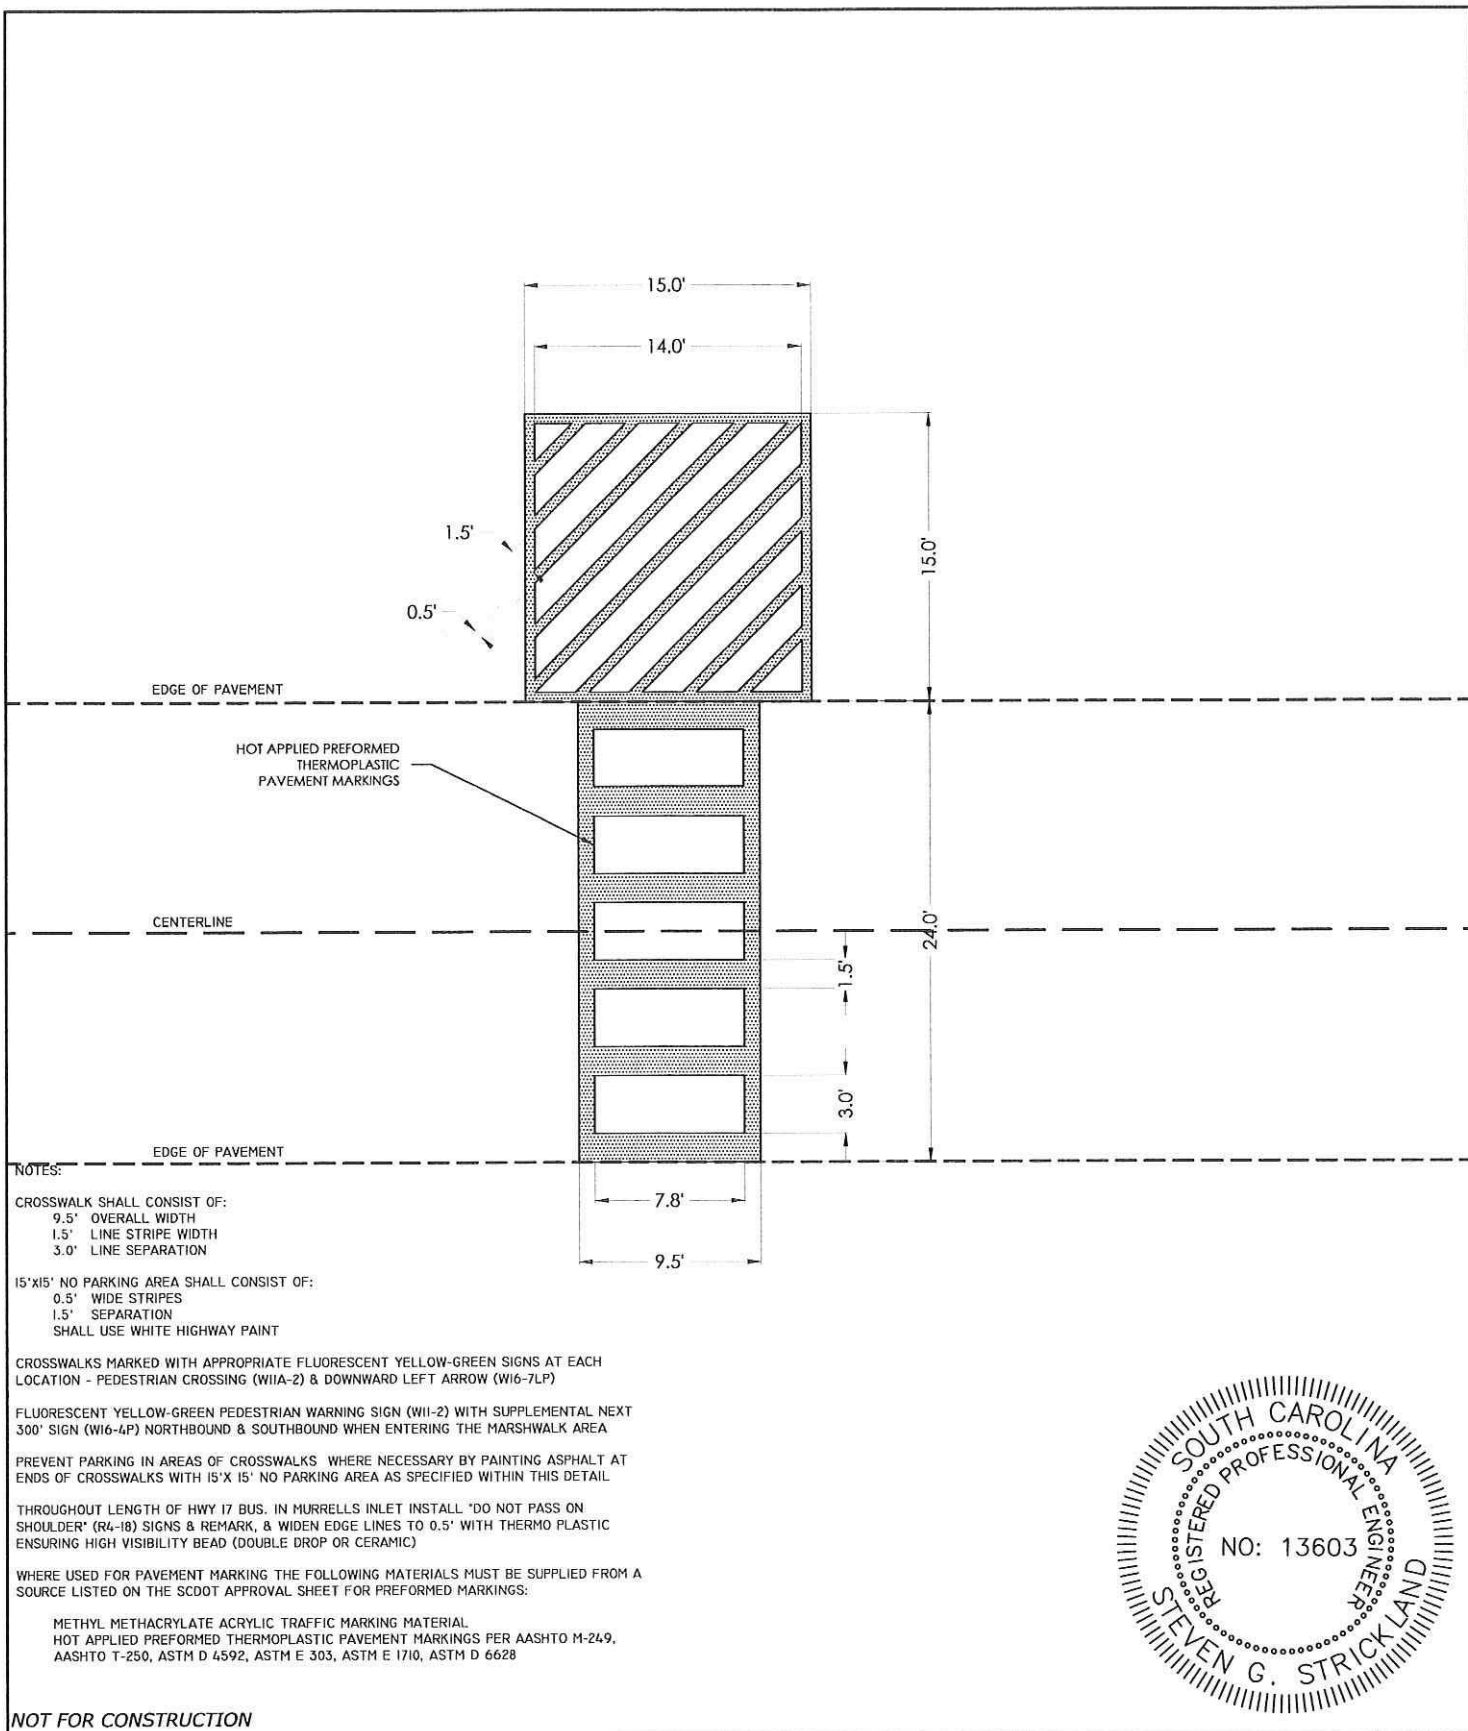 15.0'
14.0'
1.5'
0.5'
15.0'
EDGE OF PAVEMENT
HOT APPLIED PREFORMED
THERMOPLASTIC
PAVEMENT MARKINGS
CENTERLINE
24.0'
1.5'
3.0'
EDGE OF PAVEMENT
7.8'
9.5'
NOTES:
CROSSWALK SHALL CONSIST OF:
9.5' OVERALL WIDTH
1.5' LINE STRIPE WIDTH
3.0' LINE SEPARATION
15'X15' NO PARKING AREA SHALL CONSIST OF:
0.5' WIDE STRIPES
1.5' SEPARATION
SHALL USE WHITE HIGHWAY PAINT
CROSSWALKS MARKED WITH APPROPRIATE FLUORESCENT YELLOW-GREEN SIGNS AT EACH
LOCATION - PEDESTRIAN CROSSING (W11A-2) & DOWNWARD LEFT ARROW (W16-7LP)
FLUORESCENT YELLOW-GREEN PEDESTRIAN WARNING SIGN (W11-2) WITH SUPPLEMENTAL NEXT
300' SIGN (W16-4P) NORTHBOUND & SOUTHBOUND WHEN ENTERING THE MARSHWALK AREA
PREVENT PARKING IN AREAS OF CROSSWALKS WHERE NECESSARY BY PAINTING ASPHALT AT
ENDS OF CROSSWALKS WITH 15'X 15' NO PARKING AREA AS SPECIFIED WITHIN THIS DETAIL
THROUGHOUT LENGTH OF HWY 17 BUS. IN MURRELLS INLET INSTALL "DO NOT PASS ON
SHOULDER" (R4-18) SIGNS & REMARK, & WIDEN EDGE LINES TO 0.5' WITH THERMO PLASTIC
ENSURING HIGH VISIBILITY BEAD (DOUBLE DROP OR CERAMIC)
WHERE USED FOR PAVEMENT MARKING THE FOLLOWING MATERIALS MUST BE SUPPLIED FROM A
SOURCE LISTED ON THE SCDOT APPROVAL SHEET FOR PREFORMED MARKINGS:
METHYL METHACRYLATE ACRYLIC TRAFFIC MARKING MATERIAL
HOT APPLIED PREFORMED THERMOPLASTIC PAVEMENT MARKINGS PER AASHTO M-249,
AASHTO T-250, ASTM D 4592, ASTM E 303, ASTM E 1710, ASTM D 6628
NOT FOR CONSTRUCTION
SOUTH CAROLINA
REGISTERED PROFESSIONAL ENGINEER
NO: 13603
STEVEN G. STRICKLAND